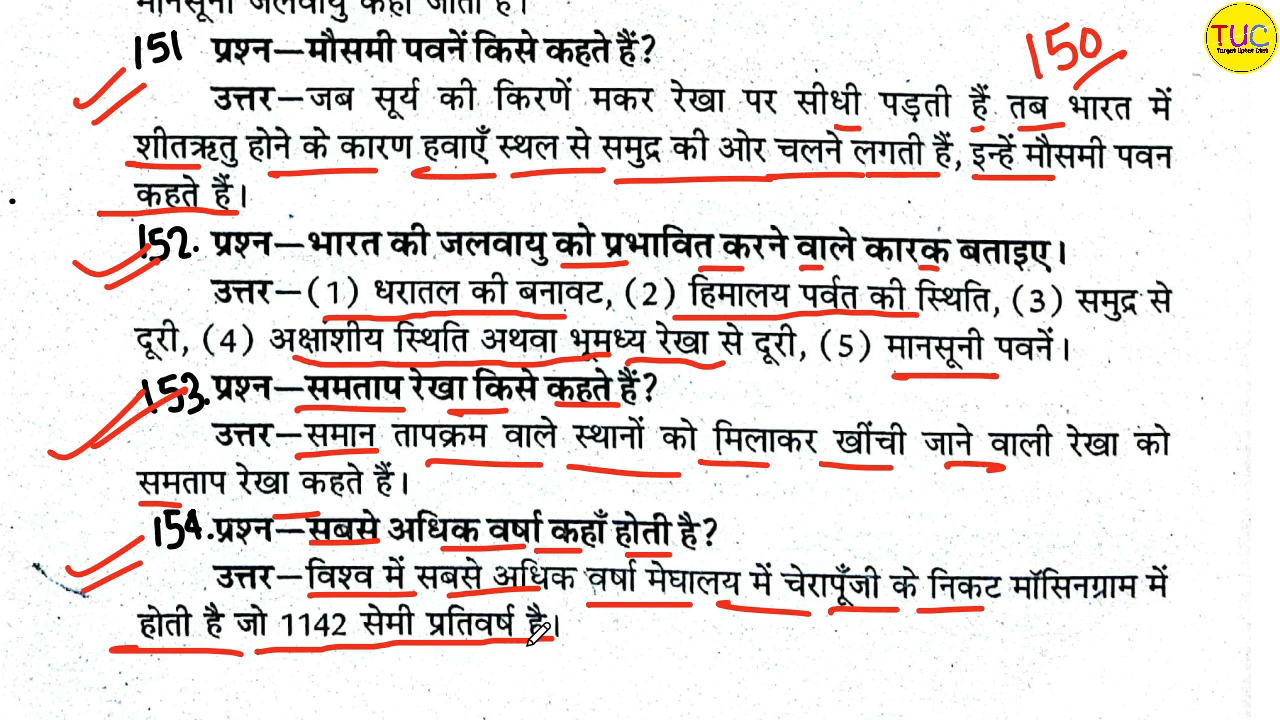 मानसूनी जलवायु कहा जाता है।
151 प्रश्न—मौसमी पवनें किसे कहते हैं?
150
TUC
उत्तर—जब सूर्य की किरणें मकर रेखा पर सीधी पड़ती हैं तब भारत में
शीतऋतु होने के कारण हवाएँ स्थल से समुद्र की ओर चलने लगती हैं, इन्हें मौसमी पवन
कहते हैं।
152. प्रश्न—भारत की जलवायु को प्रभावित करने वाले कारक बताइए।
उत्तर—(1) धरातल की बनावट, (2) हिमालय पर्वत की स्थिति, (3) समुद्र से
दूरी, (4) अक्षांशीय स्थिति अथवा भूमध्य रेखा से दूरी, (5) मानसूनी पवनें।
153. प्रश्न—समताप रेखा किसे कहते हैं?
उत्तर—समान तापक्रम वाले स्थानों को मिलाकर खींची जाने वाली रेखा को
समताप रेखा कहते हैं।
154. प्रश्न—सबसे अधिक वर्षा कहाँ होती है?
उत्तर—विश्व में सबसे अधिक वर्षा मेघालय में चेरापूँजी के निकट मॉसिनग्राम में
होती है जो 1142 सेमी प्रतिवर्ष है।